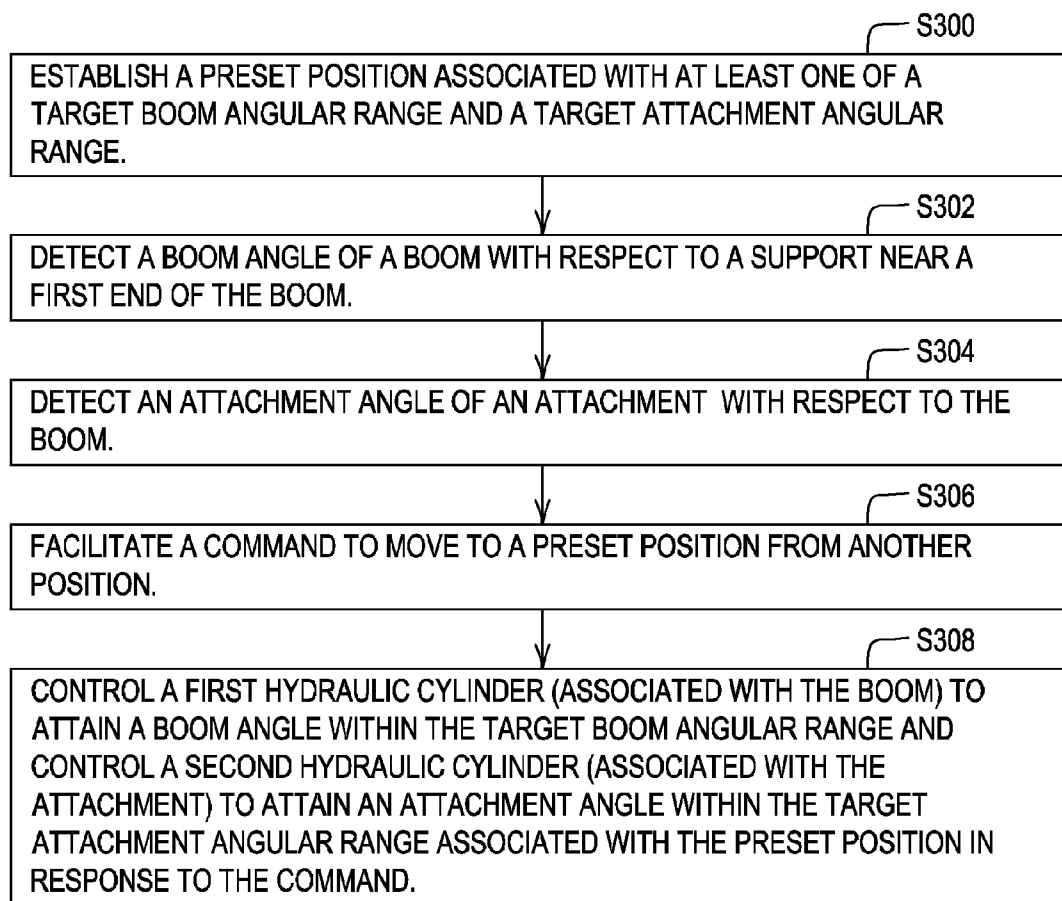 S300
ESTABLISH A PRESET POSITION ASSOCIATED WITH AT LEAST ONE OF A
TARGET BOOM ANGULAR RANGE AND A TARGET ATTACHMENT ANGULAR
RANGE.
S302
DETECT A BOOM ANGLE OF A BOOM WITH RESPECT TO A SUPPORT NEAR A
FIRST END OF THE BOOM.
S304
DETECT AN ATTACHMENT ANGLE OF AN ATTACHMENT WITH RESPECT TO THE
BOOM.
S306
FACILITATE A COMMAND TO MOVE TO A PRESET POSITION FROM ANOTHER
POSITION.
S308
CONTROL A FIRST HYDRAULIC CYLINDER (ASSOCIATED WITH THE BOOM) TO
ATTAIN A BOOM ANGLE WITHIN THE TARGET BOOM ANGULAR RANGE AND
CONTROL A SECOND HYDRAULIC CYLINDER (ASSOCIATED WITH THE
ATTACHMENT) TO ATTAIN AN ATTACHMENT ANGLE WITHIN THE TARGET
ATTACHMENT ANGULAR RANGE ASSOCIATED WITH THE PRESET POSITION IN
RESPONSE TO THE COMMAND.